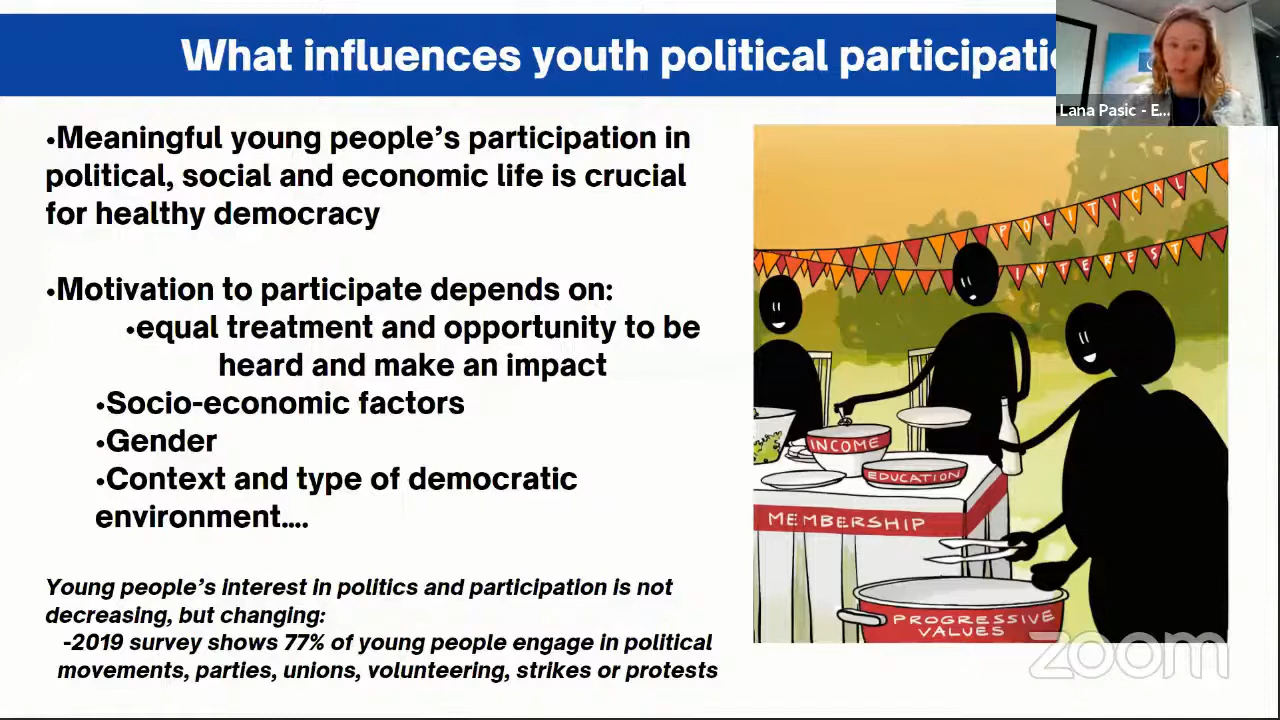 What influences youth political participatio
Lana Pasic - E...
•Meaningful young people's participation in
political, social and economic life is crucial
for healthy democracy
•Motivation to participate depends on:
•equal treatment and opportunity to be
heard and make an impact
•Socio-economic factors
•Gender
•Context and type of democratic
environment....
Young people's interest in politics and participation is not
decreasing, but changing:
-2019 survey shows 77% of young people engage in political
movements, parties, unions, volunteering, strikes or protests
POLITICAL
INTEREST
INCOME
EDUCATION
MEMBERSHIP
PROGRESSIVE
VALUES
zoom